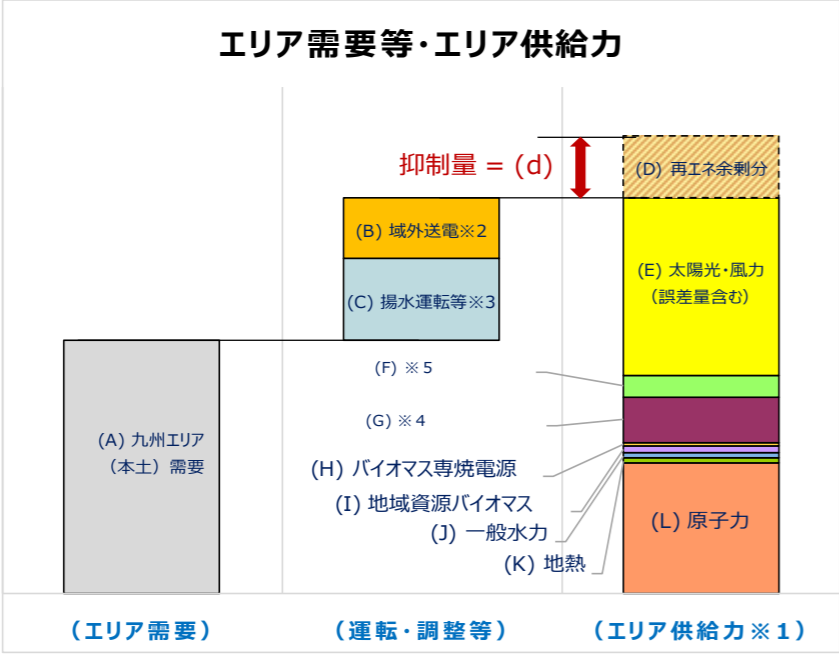 エリア需要等・エリア供給力
抑制量 = (d)
(D) 再エネ余剰分
(B) 域外送電※2
(E) 太陽光・風力
（誤差量含む）
(C) 揚水運転等※3
(F) ※5
(G) ※4
(A) 九州エリア
（本土）需要
(H) バイオマス専焼電源
(I) 地域資源バイオマス
(J) 一般水力
(K) 地熱
(L) 原子力
（エリア需要）
（運転・調整等）
（エリア供給力※1）